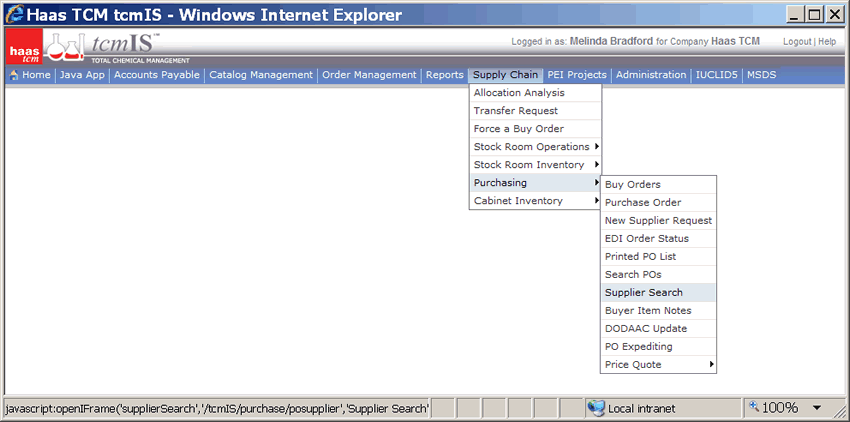 Haas TCM tcmIS - Windows Internet Explorer
haas
tcm
tcmIS™
TOTAL CHEMICAL MANAGEMENT
Logged in as: Melinda Bradford for Company Haas TCM
Logout | Help
Home | Java App | Accounts Payable | Catalog Management | Order Management | Reports | Supply Chain | PEI Projects | Administration | IUCLID5 | MSDS
Allocation Analysis
Transfer Request
Force a Buy Order
Stock Room Operations
Stock Room Inventory
Purchasing
Cabinet Inventory
Buy Orders
Purchase Order
New Supplier Request
EDI Order Status
Printed PO List
Search POs
Supplier Search
Buyer Item Notes
DODAAC Update
PO Expediting
Price Quote
javascript:openIFrame('supplierSearch','/tcmIS/purchase/posupplier','Supplier Search'
Local intranet
100%